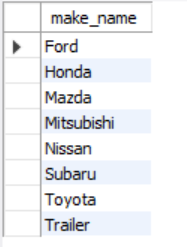 make_name
Ford
Honda
Mazda
Mitsubishi
Nissan
Subaru
Toyota
Trailer